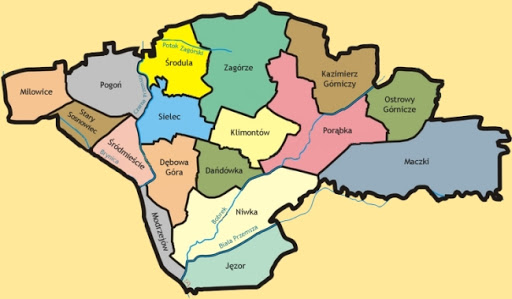 Potok Zagórski
Środula
Zagórze
Kazimierz
Górniczy
Milowice
Pogoń
Czarna
Ostrowy
Górnicze
Stary
Sosnowiec
Sielec
Klimontów
Porąbka
Śródmieście
Brynica
Dębowa
Góra
Dańdówka
Maczki
Modrzejów
Bobrek
Niwka
Biała Przemsza
Jęzor